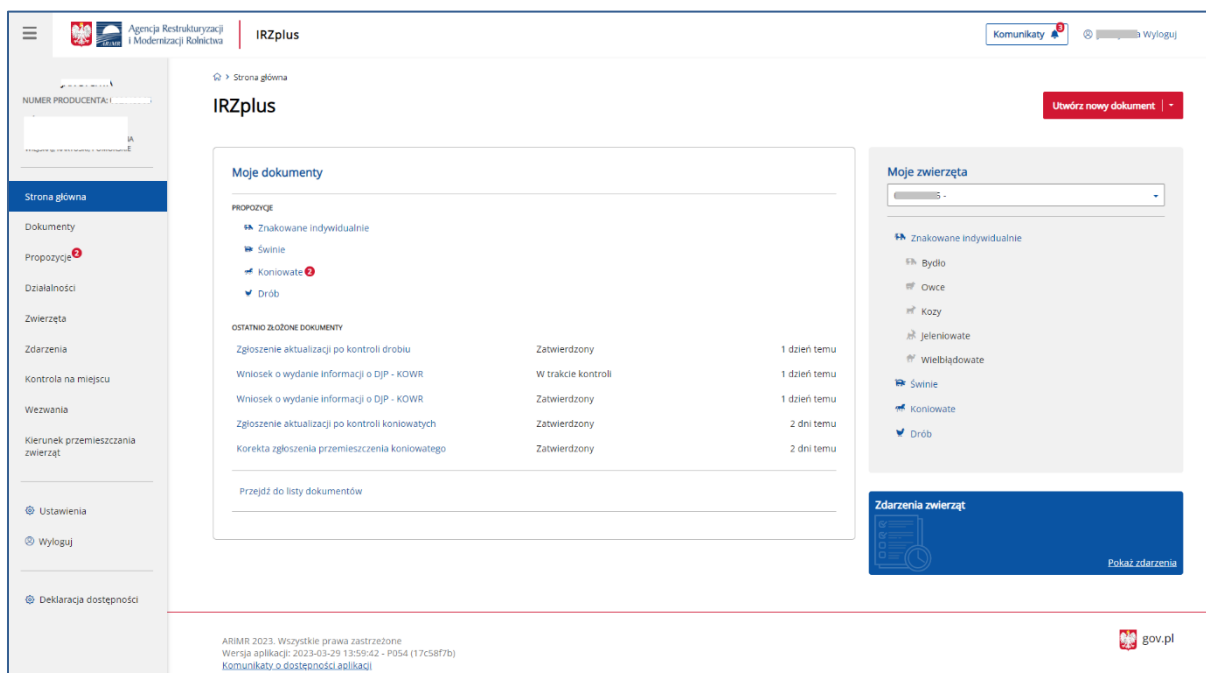 Agencja Restrukturyzacji
i Modernizacji Rolnictwa
IRZplus
Komunikaty 3
Wyloguj
NUMER PRODUCENTA:
Strona główna
Dokumenty
Propozycje 2
Działalności
Zwierzęta
Zdarzenia
Kontrola na miejscu
Wezwania
Kierunek przemieszczania
zwierząt
Ustawienia
Wyloguj
Deklaracja dostępności
> Strona główna
IRZplus
Utwórz nowy dokument
Moje dokumenty
PROPOZYCJE
Znakowane indywidualnie
Świnie
Koniowate 2
Drób
OSTATNIO ZŁOŻONE DOKUMENTY
Zgłoszenie aktualizacji po kontroli drobiu Zatwierdzony 1 dzień temu
Wniosek o wydanie informacji o DJP - KOWR W trakcie kontroli 1 dzień temu
Wniosek o wydanie informacji o DJP - KOWR Zatwierdzony 1 dzień temu
Zgłoszenie aktualizacji po kontroli koniowatych Zatwierdzony 2 dni temu
Korekta zgłoszenia przemieszczenia koniowatego Zatwierdzony 2 dni temu
Przejdź do listy dokumentów
Moje zwierzęta
5 -
Znakowane indywidualnie
Bydło
Owce
Kozy
Jeleniowate
Wielbłądowate
Świnie
Koniowate
Drób
Zdarzenia zwierząt
Pokaż zdarzenia
ARiMR 2023. Wszystkie prawa zastrzeżone
Wersja aplikacji: 2023-03-29 13:59:42 - P054 (17c58f7b)
Komunikaty o dostępności aplikacji
gov.pl